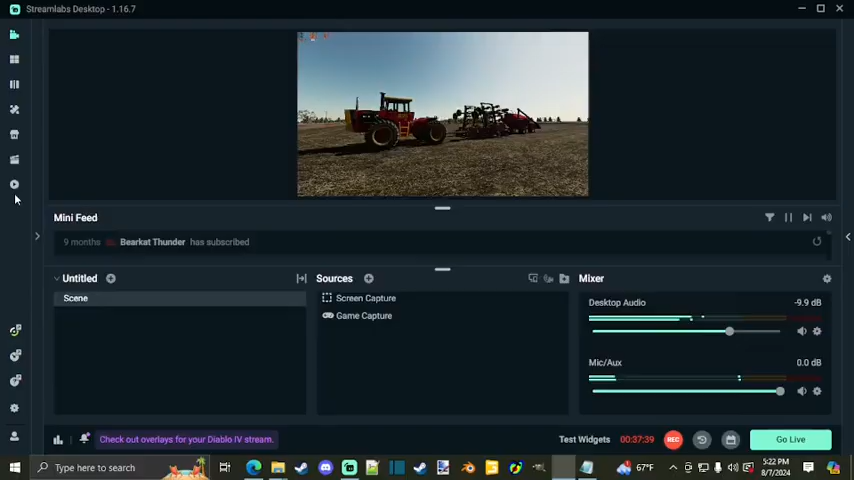 Streamlabs Desktop - 1.16.7
Mini Feed
9 months Bearkat Thunder has subscribed
Untitled
Scene
Sources
Screen Capture
Game Capture
Mixer
Desktop Audio -9.9 dB
Mic/Aux 0.0 dB
Check out overlays for your Diablo IV stream.
Test Widgets 00:37:39 REC Go Live
Type here to search
67°F
5:22 PM
8/7/2024